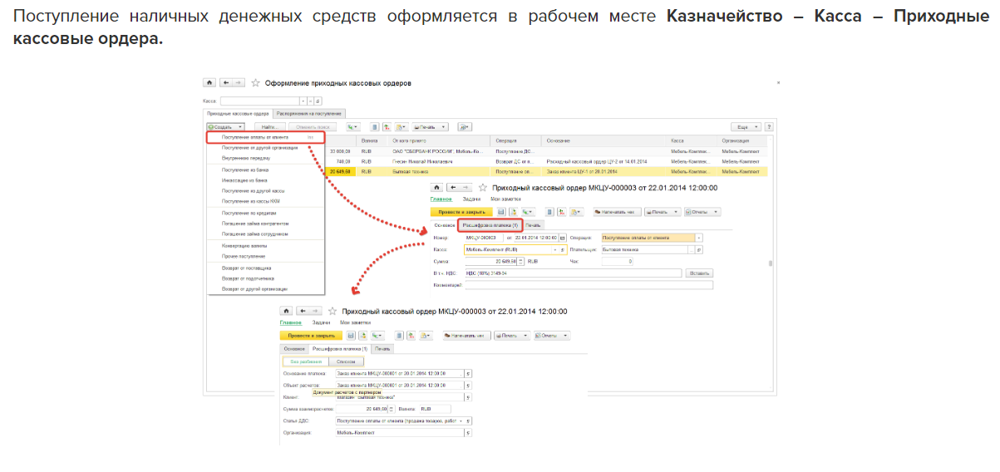 Поступление наличных денежных средств оформляется в рабочем месте Казначейство – Касса – Приходные
кассовые ордера.
Оформление приходных кассовых ордеров
Касса:
Приходные кассовые ордера Распоряжения на поступление
Создать Найти... Отменить поиск Печать Еще ?
Поступление оплаты от клиента
Валюта От кого принято Операция Основание Касса Организация
Поступление от другой организации
33 000,00 RUB ОАО "СБЕРБАНК РОССИИ", Мебель-Ко... Поступление ДС... Мебель-Комплек... Мебель-Комплект
Внутреннюю передачу
740,00 RUB Николай Николаевич Возврат ДС от п... Расходный кассовый ордер ЦУ-2 от 14.01.2014 Мебель-Комплек... Мебель-Комплект
Поступление из банка
20 649,60 RUB Бытовая техника Поступление оп... Заказ клиента ЦУ-1 от 20.01.2014 Мебель-Комплек... Мебель-Комплект
Инкассацию из банка
Поступление из другой кассы
Поступление из кассы ККМ
Поступление по кредитам
Погашение займа контрагентом
Погашение займа сотрудником
Конвертацию валюты
Прочее поступление
Возврат от поставщика
Возврат от подотчетника
Возврат от другой организации
Приходный кассовый ордер МКЦУ-000003 от 22.01.2014 12:00:00
Главное Задачи Мои заметки
Провести и закрыть Напечатать чек Печать Отчеты
Основное Расшифровка платежа (1) Печать
Номер: МКЦУ-000003 от: 22.01.2014 12:00:00 Операция: Поступление оплаты от клиента
Касса: Мебель-Комплект (RUB) Плательщик: Бытовая техника
Сумма: 20 649,60 RUB Чек: 0
В т.ч. НДС: НДС (18%) 3149-94 Вставить
Комментарий:
Приходный кассовый ордер МКЦУ-000003 от 22.01.2014 12:00:00
Главное Задачи Мои заметки
Провести и закрыть Напечатать чек Печать Отчеты
Основное Расшифровка платежа (1) Печать
Без разбиения Списком
Основание платежа: Заказ клиента МКЦУ-000001 от 20.01.2014 12:00:00
Объект расчетов: Заказ клиента МКЦУ-000001 от 20.01.2014 12:00:00
Документ расчетов с партнером
Клиент: Магазин "Бытовая техника"
Сумма взаиморасчетов: 20 649,60 Валюта: RUB
Статья ДДС: Поступление оплаты от клиента (продажа товаров, работ
Организация: Мебель-Комплект